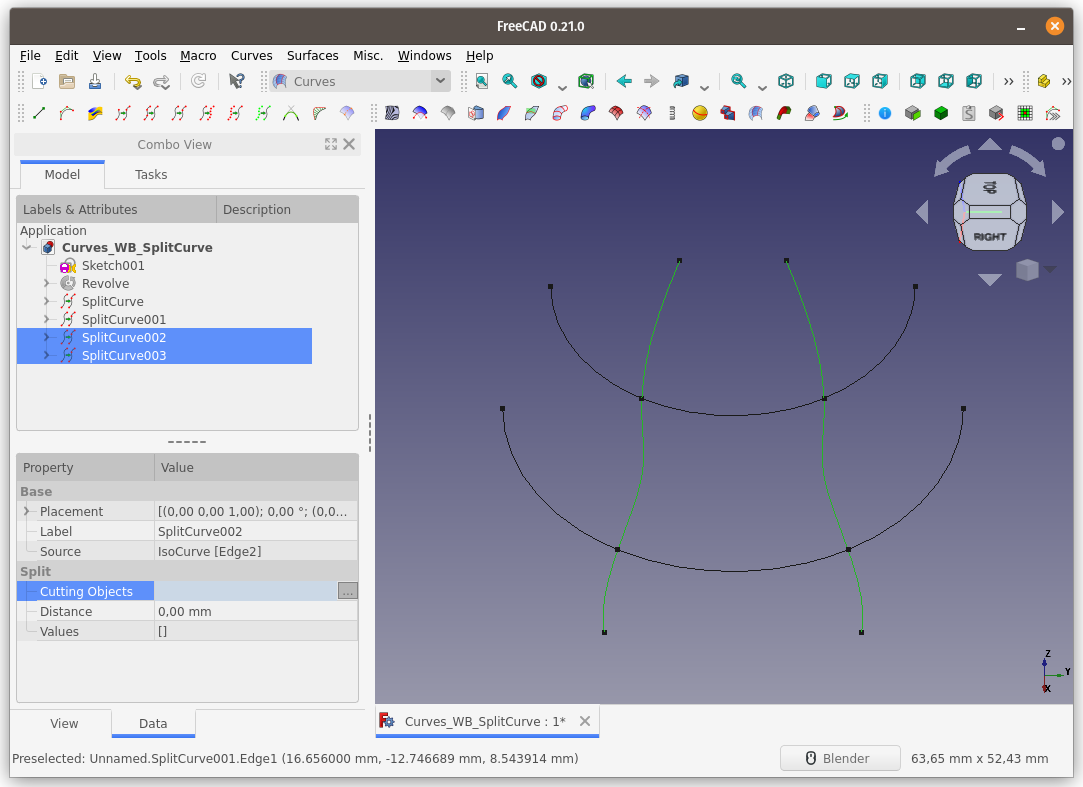 FreeCAD 0.21.0
File Edit View Tools Macro Curves Surfaces Misc. Windows Help
Curves
Combo View
Model Tasks
Labels & Attributes Description
Application
Curves_WB_SplitCurve
Sketch001
Revolve
SplitCurve
SplitCurve001
SplitCurve002
SplitCurve003
Property Value
Base
Placement [(0,00 0,00 1,00); 0,00 °; (0,0...
Label SplitCurve002
Source IsoCurve [Edge2]
Split
Cutting Objects ...
Distance 0,00 mm
Values []
View Data
TOP
RIGHT
Z
Y
X
Curves_WB_SplitCurve : 1*
Preselected: Unnamed.SplitCurve001.Edge1 (16.656000 mm, -12.746689 mm, 8.543914 mm)
Blender
63,65 mm x 52,43 mm